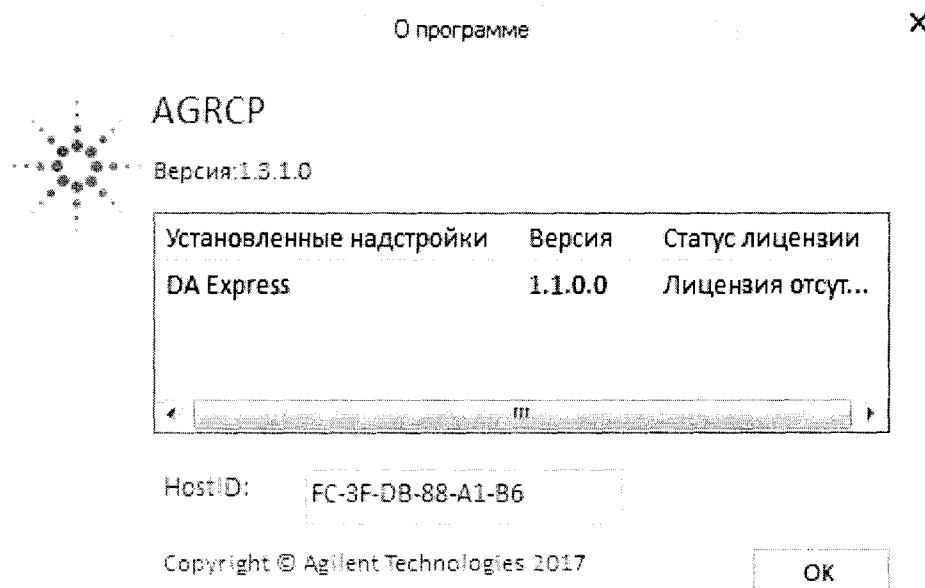 О программе
AGRCP
Версия:1.3.1.0
Установленные надстройки Версия Статус лицензии
DA Express 1.1.0.0 Лицензия отсут...
HostID: FC-3F-DB-88-A1-B6
Copyright © Agilent Technologies 2017
OK